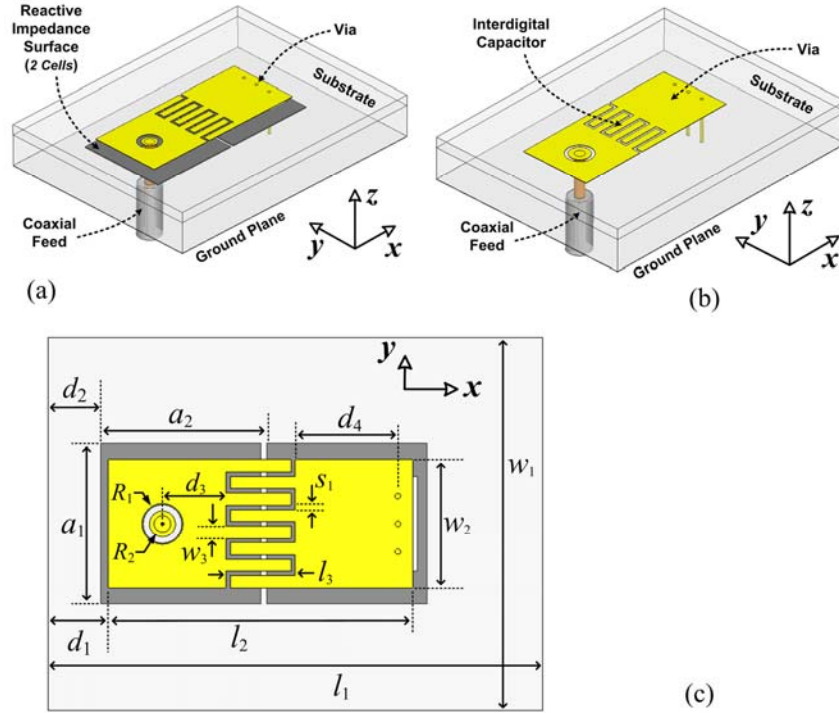 Reactive
Impedance
Surface
(2 Cells)
Via
Substrate
Coaxial
Feed
Ground Plane
z
y
x
(a)
Interdigital
Capacitor
Via
Substrate
Coaxial
Feed
Ground Plane
z
y
x
(b)
y
x
d2
a2
d4
w1
R1
d3
s1
a1
w2
R2
w3
l3
d1
l2
l1
(c)